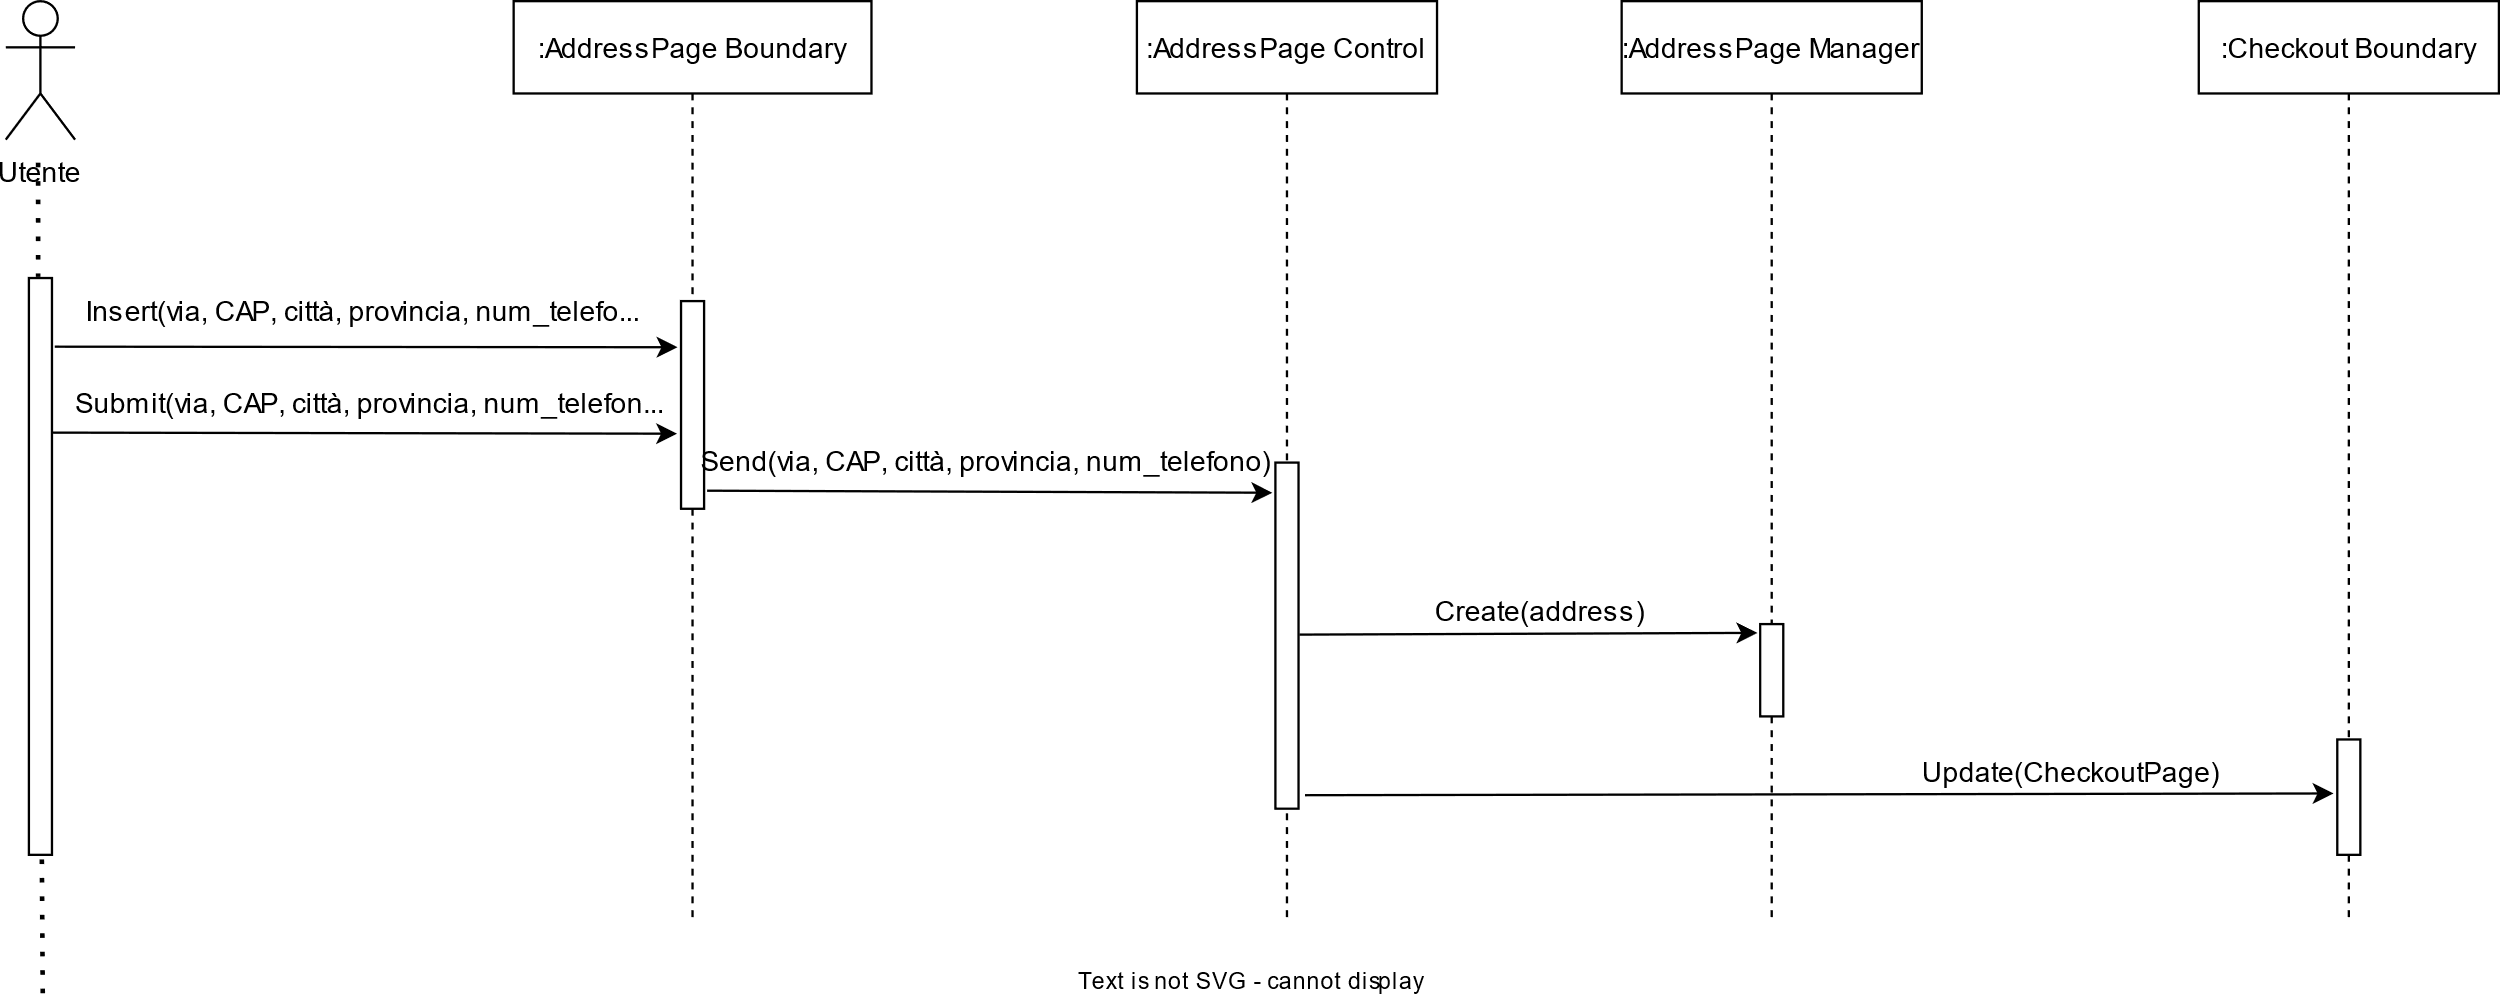 :AddressPage Boundary
:AddressPage Control
:AddressPage Manager
:Checkout Boundary
Utente
Insert(via, CAP, città, provincia, num_telefo...
Submit(via, CAP, città, provincia, num_telefon...
Send(via, CAP, città, provincia, num_telefono)
Create(address)
Update(CheckoutPage)
Text is not SVG - cannot display